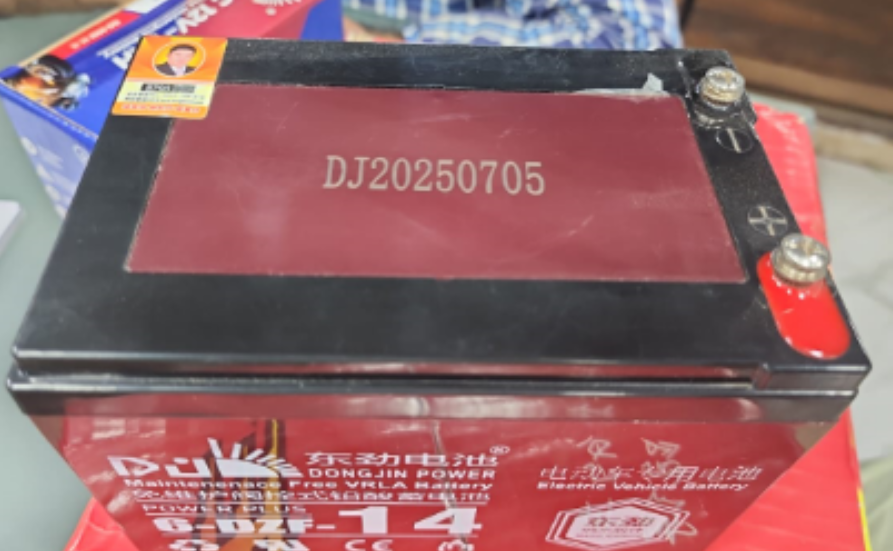 DJ20250705
DJ
东劲电池®
DONGJIN POWER
Maintenenace Free VRLA Battery
免维护阀控式铅酸蓄电池
POWER PLUS
6-DZF-14
CE
电动车专用电池
Electric Vehicle Battery